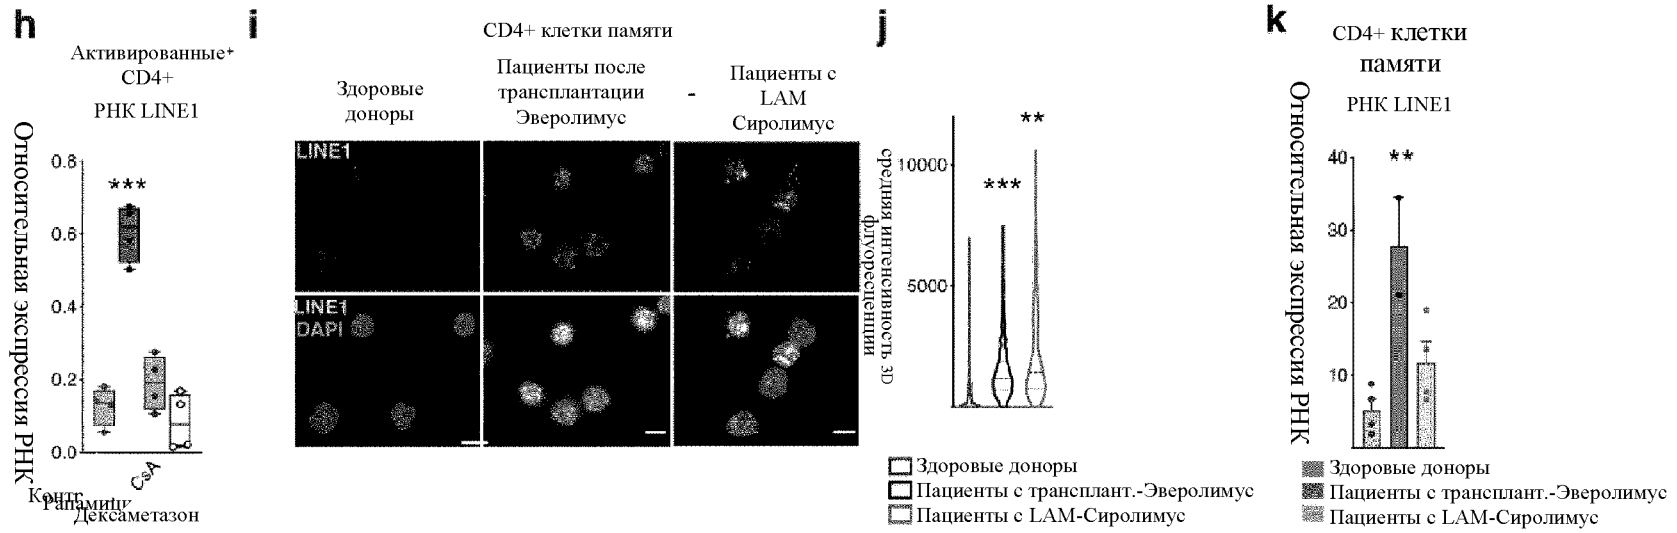 h
Активированные+
CD4+
РНК LINE1
Относительная экспрессия РНК
0.8
***
0.6
0.4
0.2
0.0
Контр
Рапамиц
CsA
Дексаметазон
i
CD4+ клетки памяти
Здоровые
доноры
Пациенты после
трансплантации
Эверолимус
-
Пациенты с
LAM
Сиролимус
LINE1
LINE1
DAPI
j
средняя интенсивность 3D
флуоресценции
10000
5000
***
**
Здоровые доноры
Пациенты с трансплант.-Эверолимус
Пациенты с LAM-Сиролимус
k
CD4+ клетки
памяти
РНК LINE1
Относительная экспрессия РНК
40
**
30
20
10
Здоровые доноры
Пациенты с трансплант.-Эверолимус
Пациенты с LAM-Сиролимус